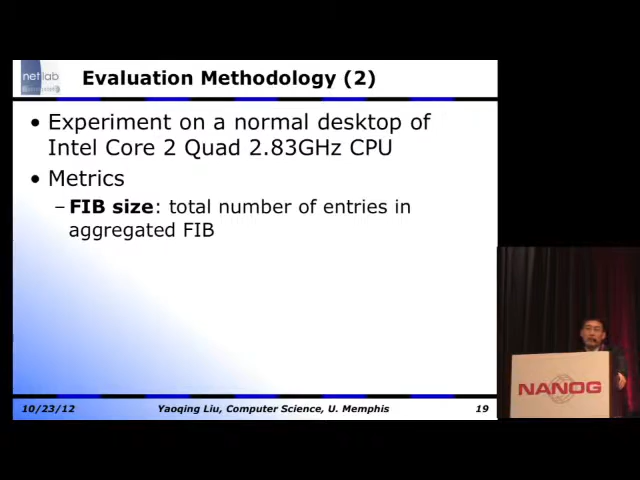 netlab
Evaluation Methodology (2)
• Experiment on a normal desktop of
Intel Core 2 Quad 2.83GHz CPU
• Metrics
– FIB size: total number of entries in
aggregated FIB
10/23/12
Yaoqing Liu, Computer Science, U. Memphis
19
NANOG